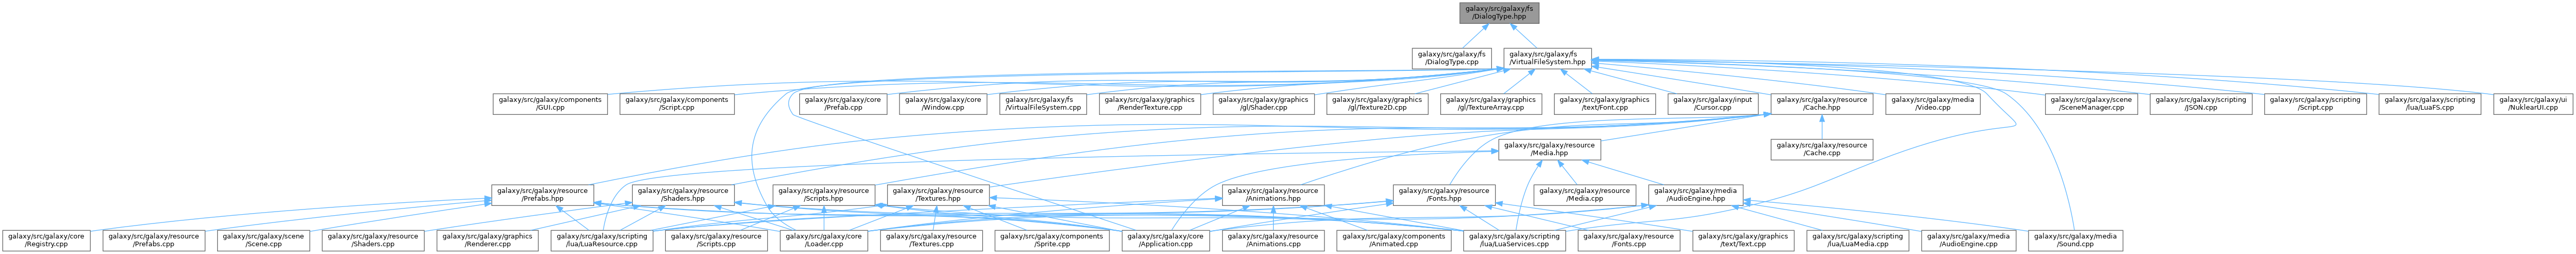 galaxy/src/galaxy/fs
/DialogType.hpp
galaxy/src/galaxy/fs
/DialogType.cpp
galaxy/src/galaxy/fs
/VirtualFileSystem.hpp
galaxy/src/galaxy/components
/GUI.cpp
galaxy/src/galaxy/components
/Script.cpp
galaxy/src/galaxy/core
/Prefab.cpp
galaxy/src/galaxy/core
/Window.cpp
galaxy/src/galaxy/fs
/VirtualFileSystem.cpp
galaxy/src/galaxy/graphics
/RenderTexture.cpp
galaxy/src/galaxy/graphics
/gl/Shader.cpp
galaxy/src/galaxy/graphics
/gl/Texture2D.cpp
galaxy/src/galaxy/graphics
/gl/TextureArray.cpp
galaxy/src/galaxy/graphics
/text/Font.cpp
galaxy/src/galaxy/input
/Cursor.cpp
galaxy/src/galaxy/resource
/Cache.hpp
galaxy/src/galaxy/media
/Video.cpp
galaxy/src/galaxy/scene
/SceneManager.cpp
galaxy/src/galaxy/scripting
/JSON.cpp
galaxy/src/galaxy/scripting
/Script.cpp
galaxy/src/galaxy/scripting
/lua/LuaFS.cpp
galaxy/src/galaxy/ui
/NuklearUI.cpp
galaxy/src/galaxy/resource
/Media.hpp
galaxy/src/galaxy/resource
/Cache.cpp
galaxy/src/galaxy/resource
/Prefabs.hpp
galaxy/src/galaxy/resource
/Shaders.hpp
galaxy/src/galaxy/resource
/Scripts.hpp
galaxy/src/galaxy/resource
/Textures.hpp
galaxy/src/galaxy/resource
/Animations.hpp
galaxy/src/galaxy/resource
/Fonts.hpp
galaxy/src/galaxy/resource
/Media.cpp
galaxy/src/galaxy/media
/AudioEngine.hpp
galaxy/src/galaxy/core
/Registry.cpp
galaxy/src/galaxy/resource
/Prefabs.cpp
galaxy/src/galaxy/scene
/Scene.cpp
galaxy/src/galaxy/resource
/Shaders.cpp
galaxy/src/galaxy/graphics
/Renderer.cpp
galaxy/src/galaxy/scripting
/lua/LuaResource.cpp
galaxy/src/galaxy/resource
/Scripts.cpp
galaxy/src/galaxy/core
/Loader.cpp
galaxy/src/galaxy/resource
/Textures.cpp
galaxy/src/galaxy/components
/Sprite.cpp
galaxy/src/galaxy/core
/Application.cpp
galaxy/src/galaxy/resource
/Animations.cpp
galaxy/src/galaxy/components
/Animated.cpp
galaxy/src/galaxy/scripting
/lua/LuaServices.cpp
galaxy/src/galaxy/resource
/Fonts.cpp
galaxy/src/galaxy/graphics
/text/Text.cpp
galaxy/src/galaxy/scripting
/lua/LuaMedia.cpp
galaxy/src/galaxy/media
/AudioEngine.cpp
galaxy/src/galaxy/media
/Sound.cpp